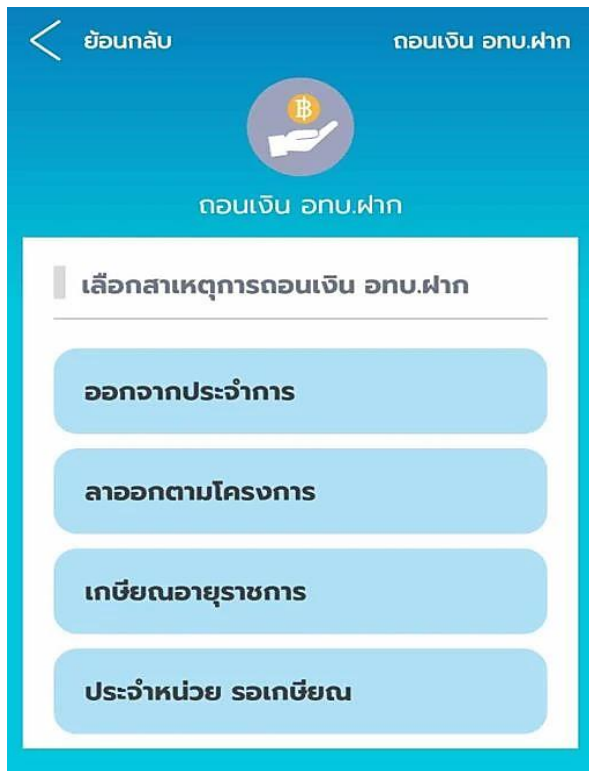 ย้อนกลับ ถอนเงิน อทบ.ฝาก
฿
ถอนเงิน อทบ.ฝาก
เลือกสาเหตุการถอนเงิน อทบ.ฝาก
ออกจากประจำการ
ลาออกตามโครงการ
เกษียณอายุราชการ
ประจำหน่วย รอเกษียณ